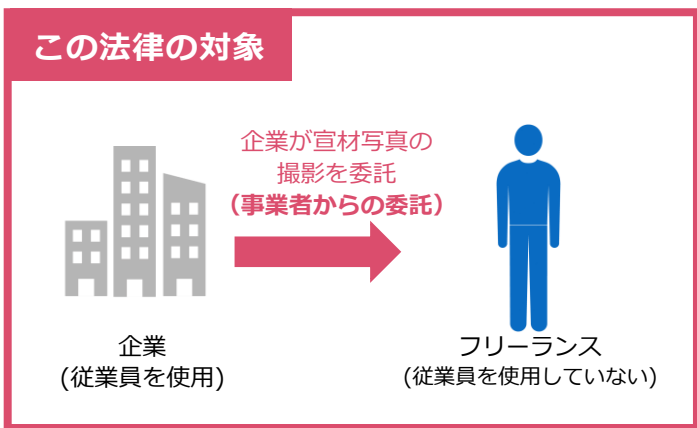 この法律の対象
企業が宣材写真の
撮影を委託
（事業者からの委託）
企業
(従業員を使用)
フリーランス
(従業員を使用していない)